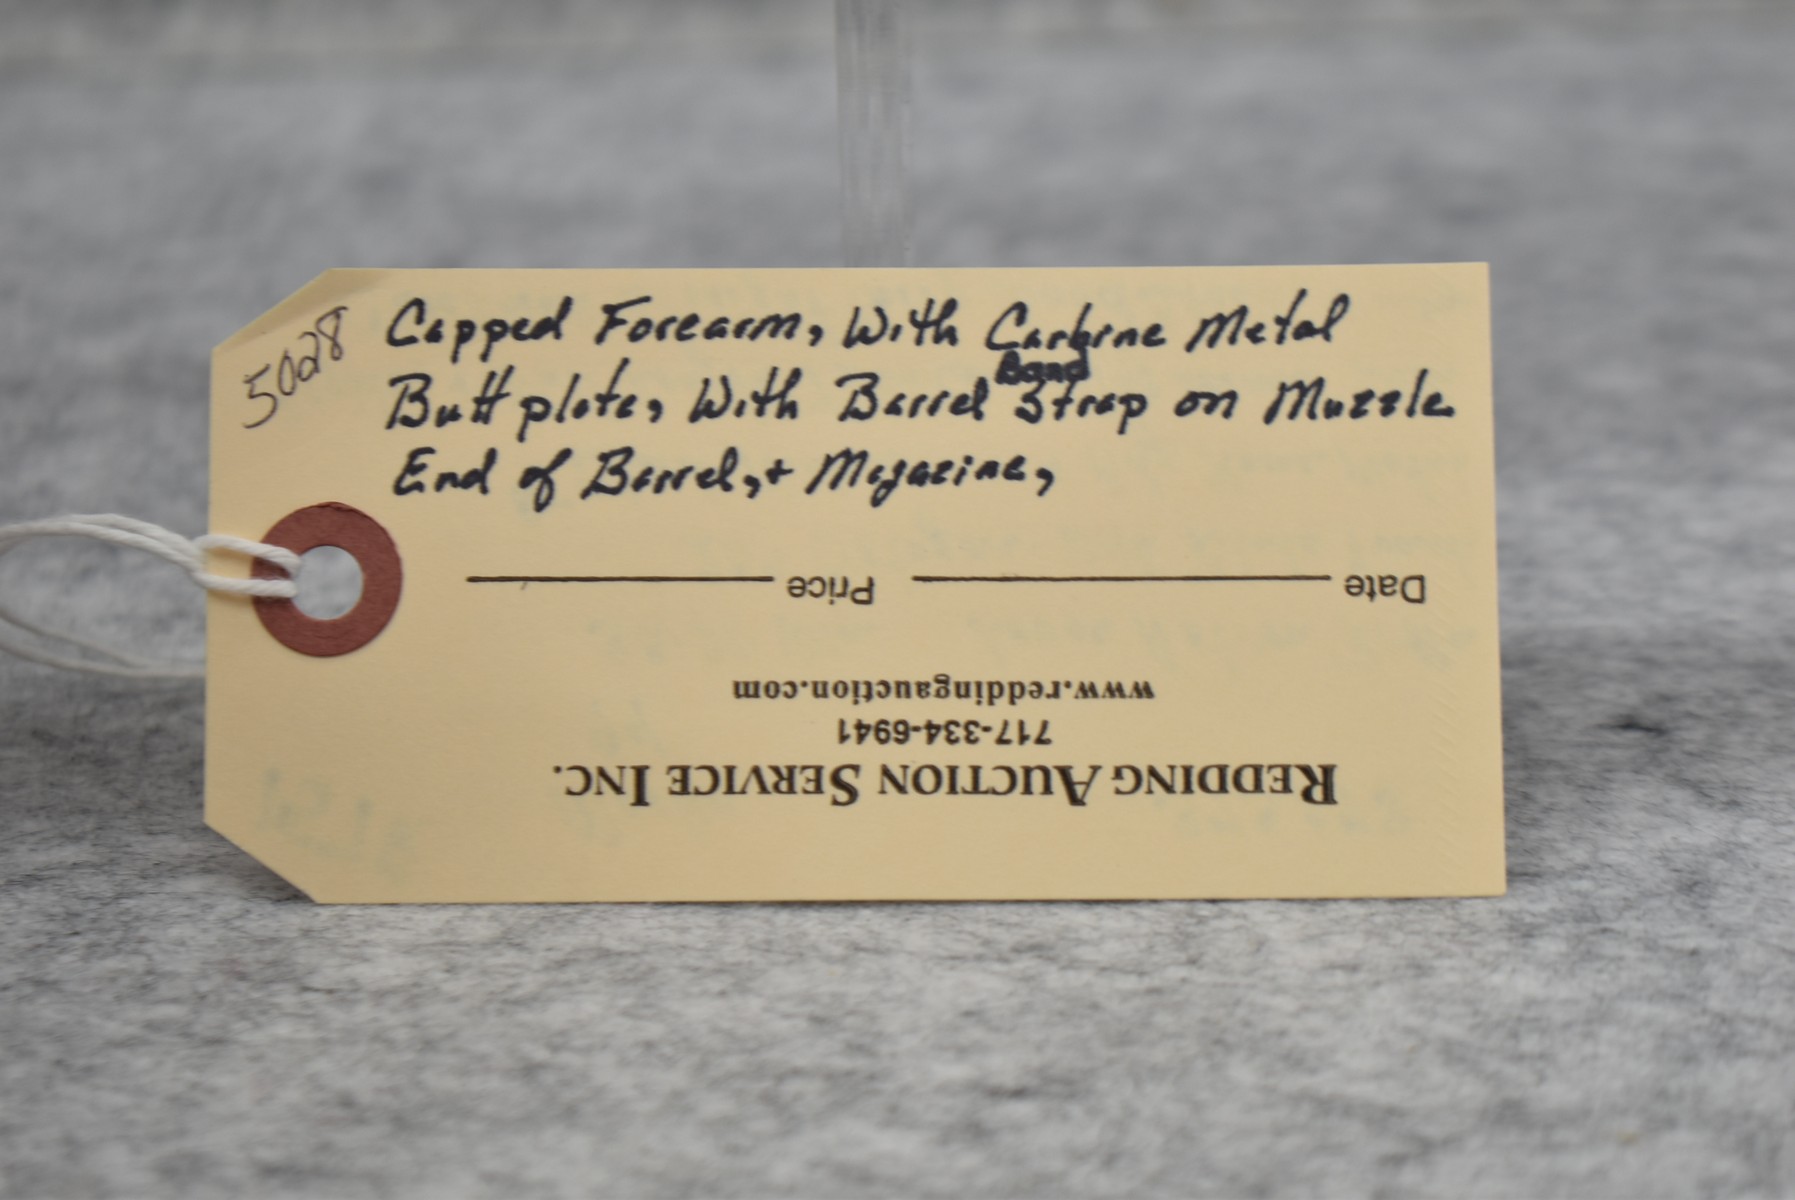 50028
Capped Forearm, With Carbine Metal
Band
Buttplate, With Barrel Strap on Muzzle
End of Barrel, + Magazine,
Date Price
www.reddingauction.com
717-334-6941
REDDING AUCTION SERVICE INC.